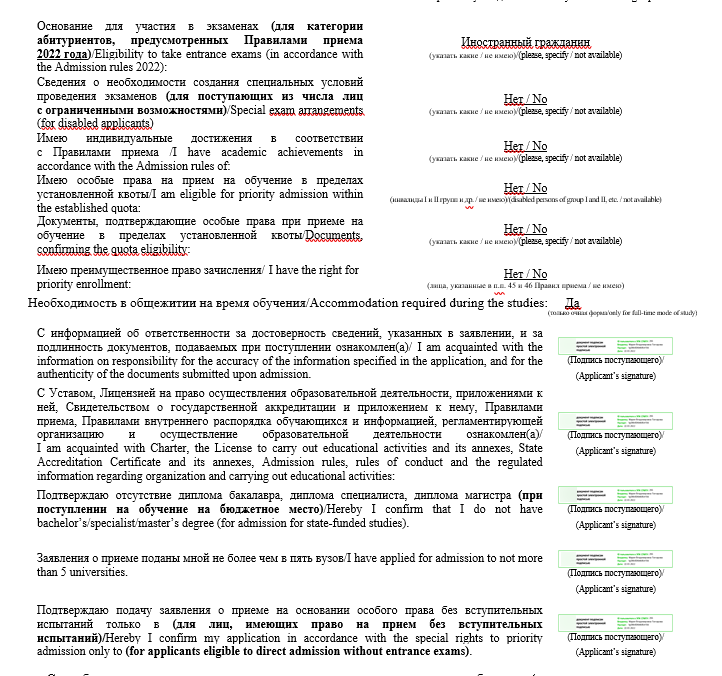 Основание для участия в экзаменах (для категории
абитуриентов, предусмотренных Правилами приема
2022 года)/Eligibility to take entrance exams (in accordance with
the Admission rules 2022):
Иностранный гражданин
(указать какие / не имею)/(please, specify / not available)
Сведения о необходимости создания специальных условий
проведения экзаменов (для поступающих из числа лиц
с ограниченными возможностями)/Special exam arrangements
(for disabled applicants)
Нет / No
(указать какие / не имею)/(please, specify / not available)
Имею индивидуальные достижения в соответствии
с Правилами приема /I have academic achievements in
accordance with the Admission rules of:
Нет / No
(указать какие / не имею)/(please, specify / not available)
Имею особые права на прием на обучение в пределах
установленной квоты/I am eligible for priority admission within
the established quota:
Нет / No
(инвалиды I и II групп и др. / не имею)/(disabled persons of group I and II, etc. / not available)
Документы, подтверждающие особые права при приеме на
обучение в пределах установленной квоты/Documents,
confirming the quota eligibility:
Нет / No
(указать какие / не имею)/(please, specify / not available)
Имею преимущественное право зачисления/ I have the right for
priority enrollment:
Нет / No
(лица, указанные в п.п. 45 и 46 Правил приема / не имею)
Необходимость в общежитии на время обучения/Accommodation required during the studies:
Да
(только очная форма/only for full-time mode of study)
С информацией об ответственности за достоверность сведений, указанных в заявлении, и за
подлинность документов, подаваемых при поступлении ознакомлен(а)/ I am acquainted with the
information on responsibility for the accuracy of the information specified in the application, and for the
authenticity of the documents submitted upon admission.
(Подпись поступающего)/
(Applicant's signature)
С Уставом, Лицензией на право осуществления образовательной деятельности, приложениями к
ней, Свидетельством о государственной аккредитации и приложением к нему, Правилами
приема, Правилами внутреннего распорядка обучающихся и информацией, регламентирующей
организацию и осуществление образовательной деятельности ознакомлен(а)/
I am acquainted with Charter, the License to carry out educational activities and its annexes, State
Accreditation Certificate and its annexes, Admission rules, rules of conduct and the regulated
information regarding organization and carrying out educational activities:
(Подпись поступающего)/
(Applicant's signature)
Подтверждаю отсутствие диплома бакалавра, диплома специалиста, диплома магистра (при
поступлении на обучение на бюджетное место)/Hereby I confirm that I do not have
bachelor's/specialist/master's degree (for admission for state-funded studies).
(Подпись поступающего)/
(Applicant's signature)
Заявления о приеме поданы мной не более чем в пять вузов/I have applied for admission to not more
than 5 universities.
(Подпись поступающего)/
(Applicant's signature)
Подтверждаю подачу заявления о приеме на основании особого права без вступительных
испытаний только в (для лиц, имеющих право на прием без вступительных
испытаний)/Hereby I confirm my application in accordance with the special rights to priority
admission only to (for applicants eligible to direct admission without entrance exams).
(Подпись поступающего)/
(Applicant's signature)